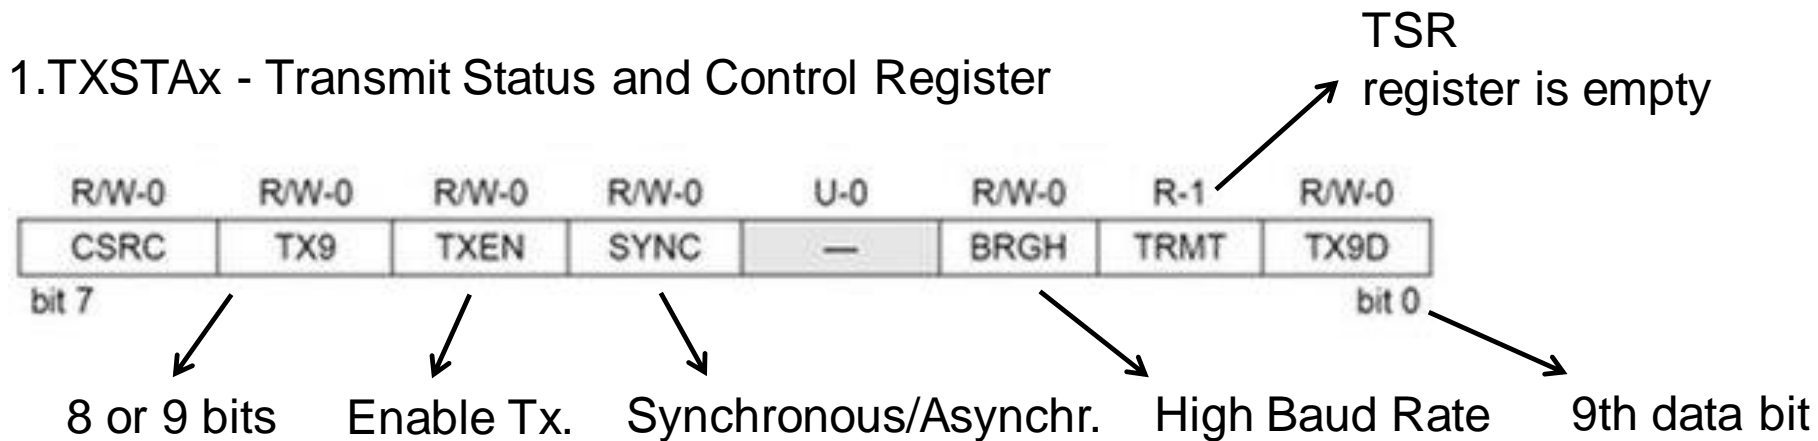 TSR
1.TXSTAx - Transmit Status and Control Register
register is empty
R/W-0 R/W-0 R/W-0 R/W-0 U-0 R/W-0 R-1 R/W-0
CSRC TX9 TXEN SYNC — BRGH TRMT TX9D
bit 7 bit 0
8 or 9 bits Enable Tx. Synchronous/Asynchr. High Baud Rate 9th data bit